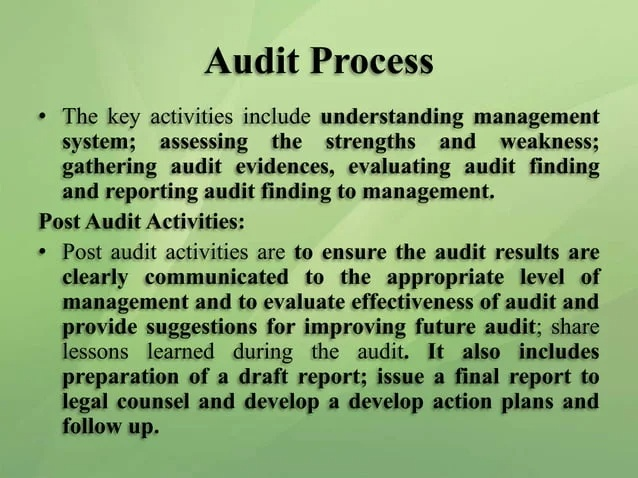 Audit Process
• The key activities include understanding management
system; assessing the strengths and weakness;
gathering audit evidences, evaluating audit finding
and reporting audit finding to management.
Post Audit Activities:
• Post audit activities are to ensure the audit results are
clearly communicated to the appropriate level of
management and to evaluate effectiveness of audit and
provide suggestions for improving future audit; share
lessons learned during the audit. It also includes
preparation of a draft report; issue a final report to
legal counsel and develop a develop action plans and
follow up.